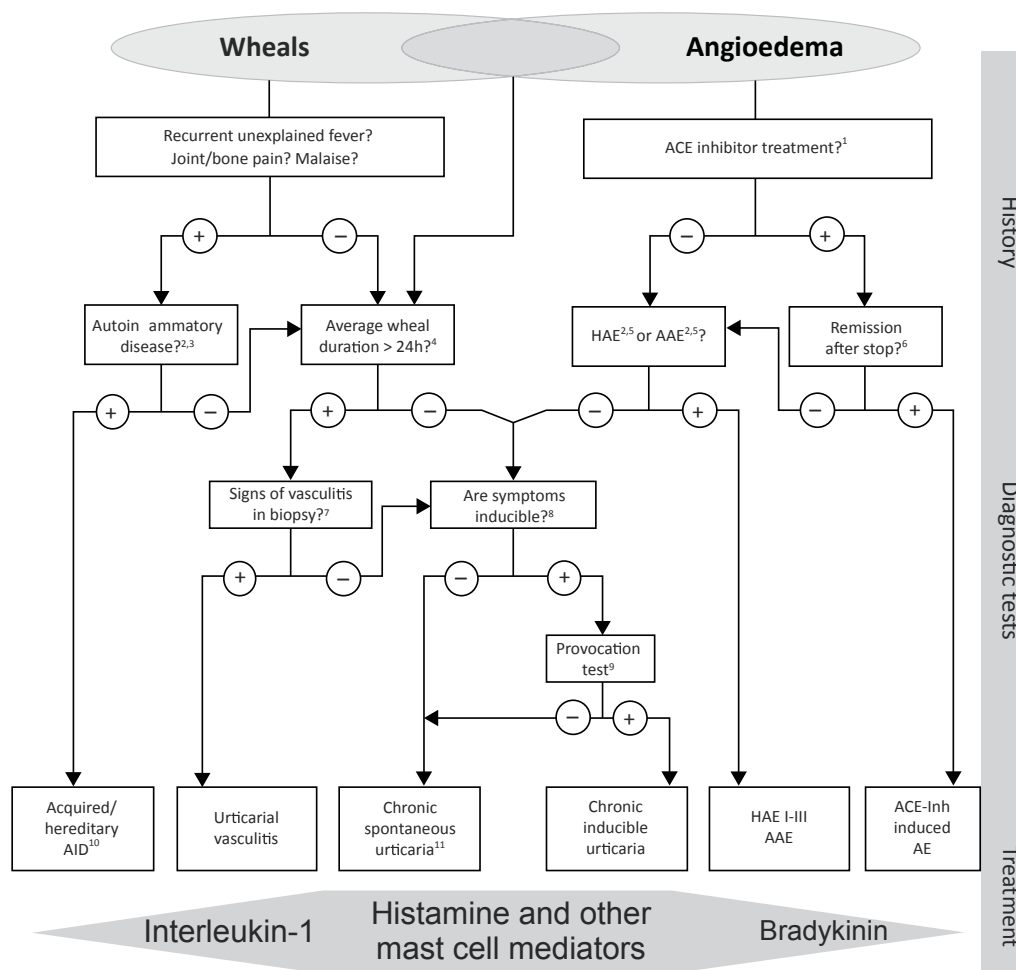 Wheals
Angioedema
Recurrent unexplained fever?
Joint/bone pain? Malaise?
ACE inhibitor treatment?¹
+
−
−
+
Autoin ammatory
disease?²,³
Average wheal
duration > 24h?⁴
HAE²,⁵ or AAE²,⁵?
Remission
after stop?⁶
+
−
+
−
−
+
−
+
Signs of vasculitis
in biopsy?⁷
Are symptoms
inducible?⁸
+
−
−
+
Provocation
test⁹
−
+
Acquired/
hereditary
AID¹⁰
Urticarial
vasculitis
Chronic
spontaneous
urticaria¹¹
Chronic
inducible
urticaria
HAE I-III
AAE
ACE-Inh
induced
AE
Interleukin-1
Histamine and other
mast cell mediators
Bradykinin
History
Diagnostic tests
Treatment